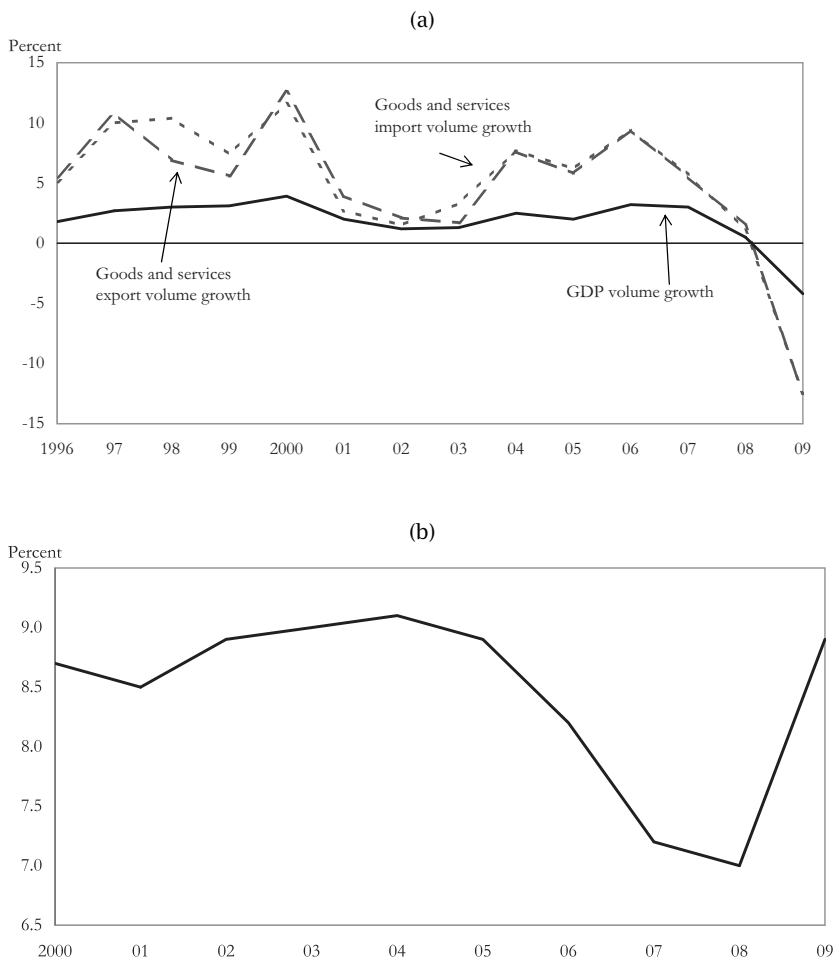 (a)
Percent
15
10
5
0
-5
-10
-15
Goods and services
import volume growth
Goods and services
export volume growth
GDP volume growth
1996 97 98 99 2000 01 02 03 04 05 06 07 08 09
(b)
Percent
9.5
9.0
8.5
8.0
7.5
7.0
6.5
2000 01 02 03 04 05 06 07 08 09